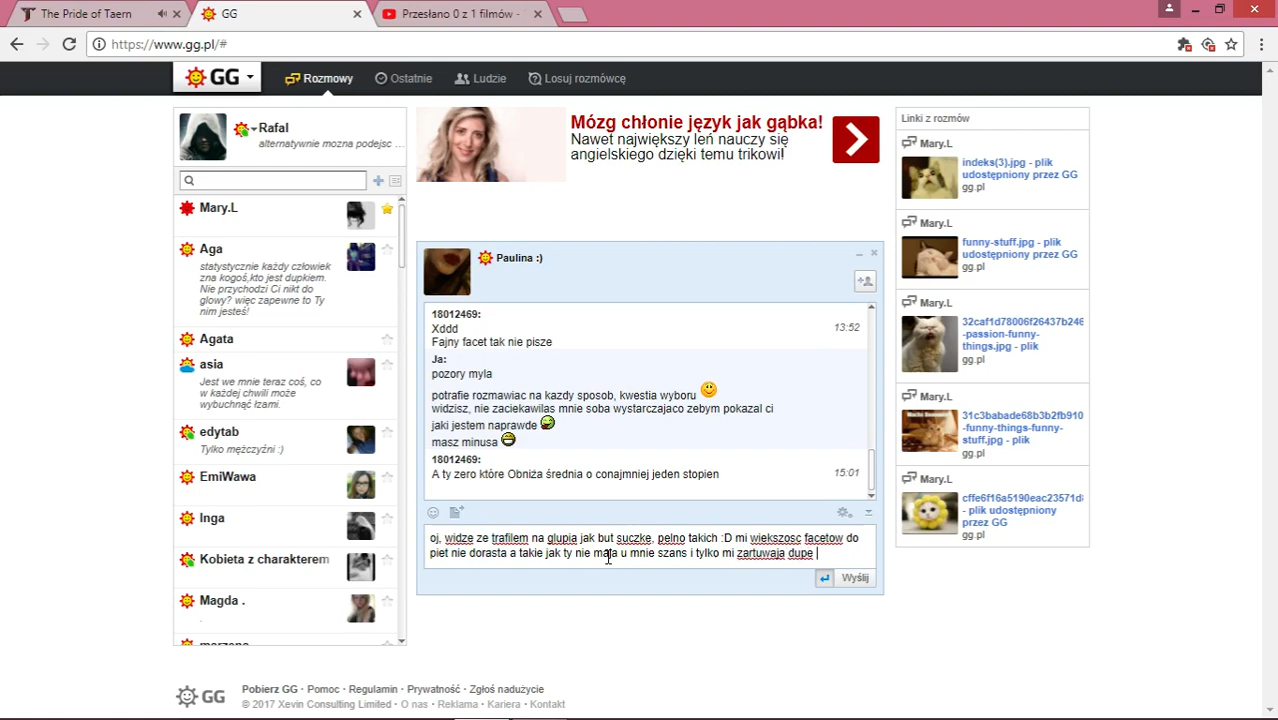 The Pride of Taern
GG
Przesłano 0 z 1 filmów -
https://www.gg.pl/#
GG
Rozmowy
Ostatnie
Ludzie
Losuj rozmówcę
Rafal
alternatywnie mozna podejsc ...
Mary.L
Aga
statystycznie każdy człowiek
zna kogoś,kto jest dupkiem.
Nie przychodzi Ci nikt do
glowy? więc zapewne to Ty
nim jesteś!
Agata
asia
Jest we mnie teraz coś, co
w każdej chwili może
wybuchnąć łzami.
edytab
Tylko mężczyźni :)
EmiWawa
Inga
Kobieta z charakterem
Magda .
.
marzena
Mózg chłonie język jak gąbka!
Nawet największy leń nauczy się
angielskiego dzięki temu trikowi!
Paulina :)
18012469:
Xddd
13:52
Fajny facet tak nie pisze
Ja:
pozory myla
potrafie rozmawiac na kazdy sposob, kwestia wyboru
widzisz, nie zaciekawilas mnie soba wystarczajaco zebym pokazal ci
jaki jestem naprawde
masz minusa
18012469:
A ty zero które Obniża średnia o conajmniej jeden stopien
15:01
oj, widze ze trafilem na glupia jak but suczke, pelno takich :D mi wiekszosc facetow do
piet nie dorasta a takie jak ty nie maja u mnie szans i tylko mi zartuwaja dupe
Wyślij
Linki z rozmów
Mary.L
indeks(3).jpg - plik
udostępniony przez GG
gg.pl
Mary.L
funny-stuff.jpg - plik
udostępniony przez GG
gg.pl
Mary.L
32caf1d78006f26437b246
-passion-funny-
things.jpg - plik
gg.pl
Mary.L
31c3babade68b3b2fb910
-funny-things-funny-
stuff.jpg - plik
gg.pl
Mary.L
cffe6f16a5190eac23571d8
- plik udostępniony
przez GG
gg.pl
GG
Pobierz GG · Pomoc · Regulamin · Prywatność · Zgłoś nadużycie
© 2017 Xevin Consulting Limited · O nas · Reklama · Kariera · Kontakt